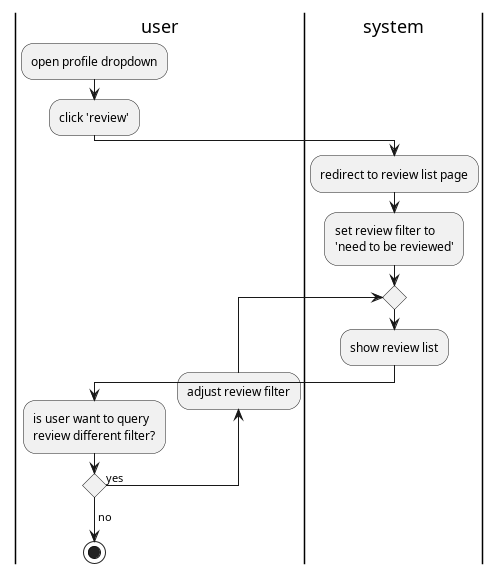 user
system
open profile dropdown
click 'review'
redirect to review list page
set review filter to
'need to be reviewed'
show review list
adjust review filter
is user want to query
review different filter?
yes
no